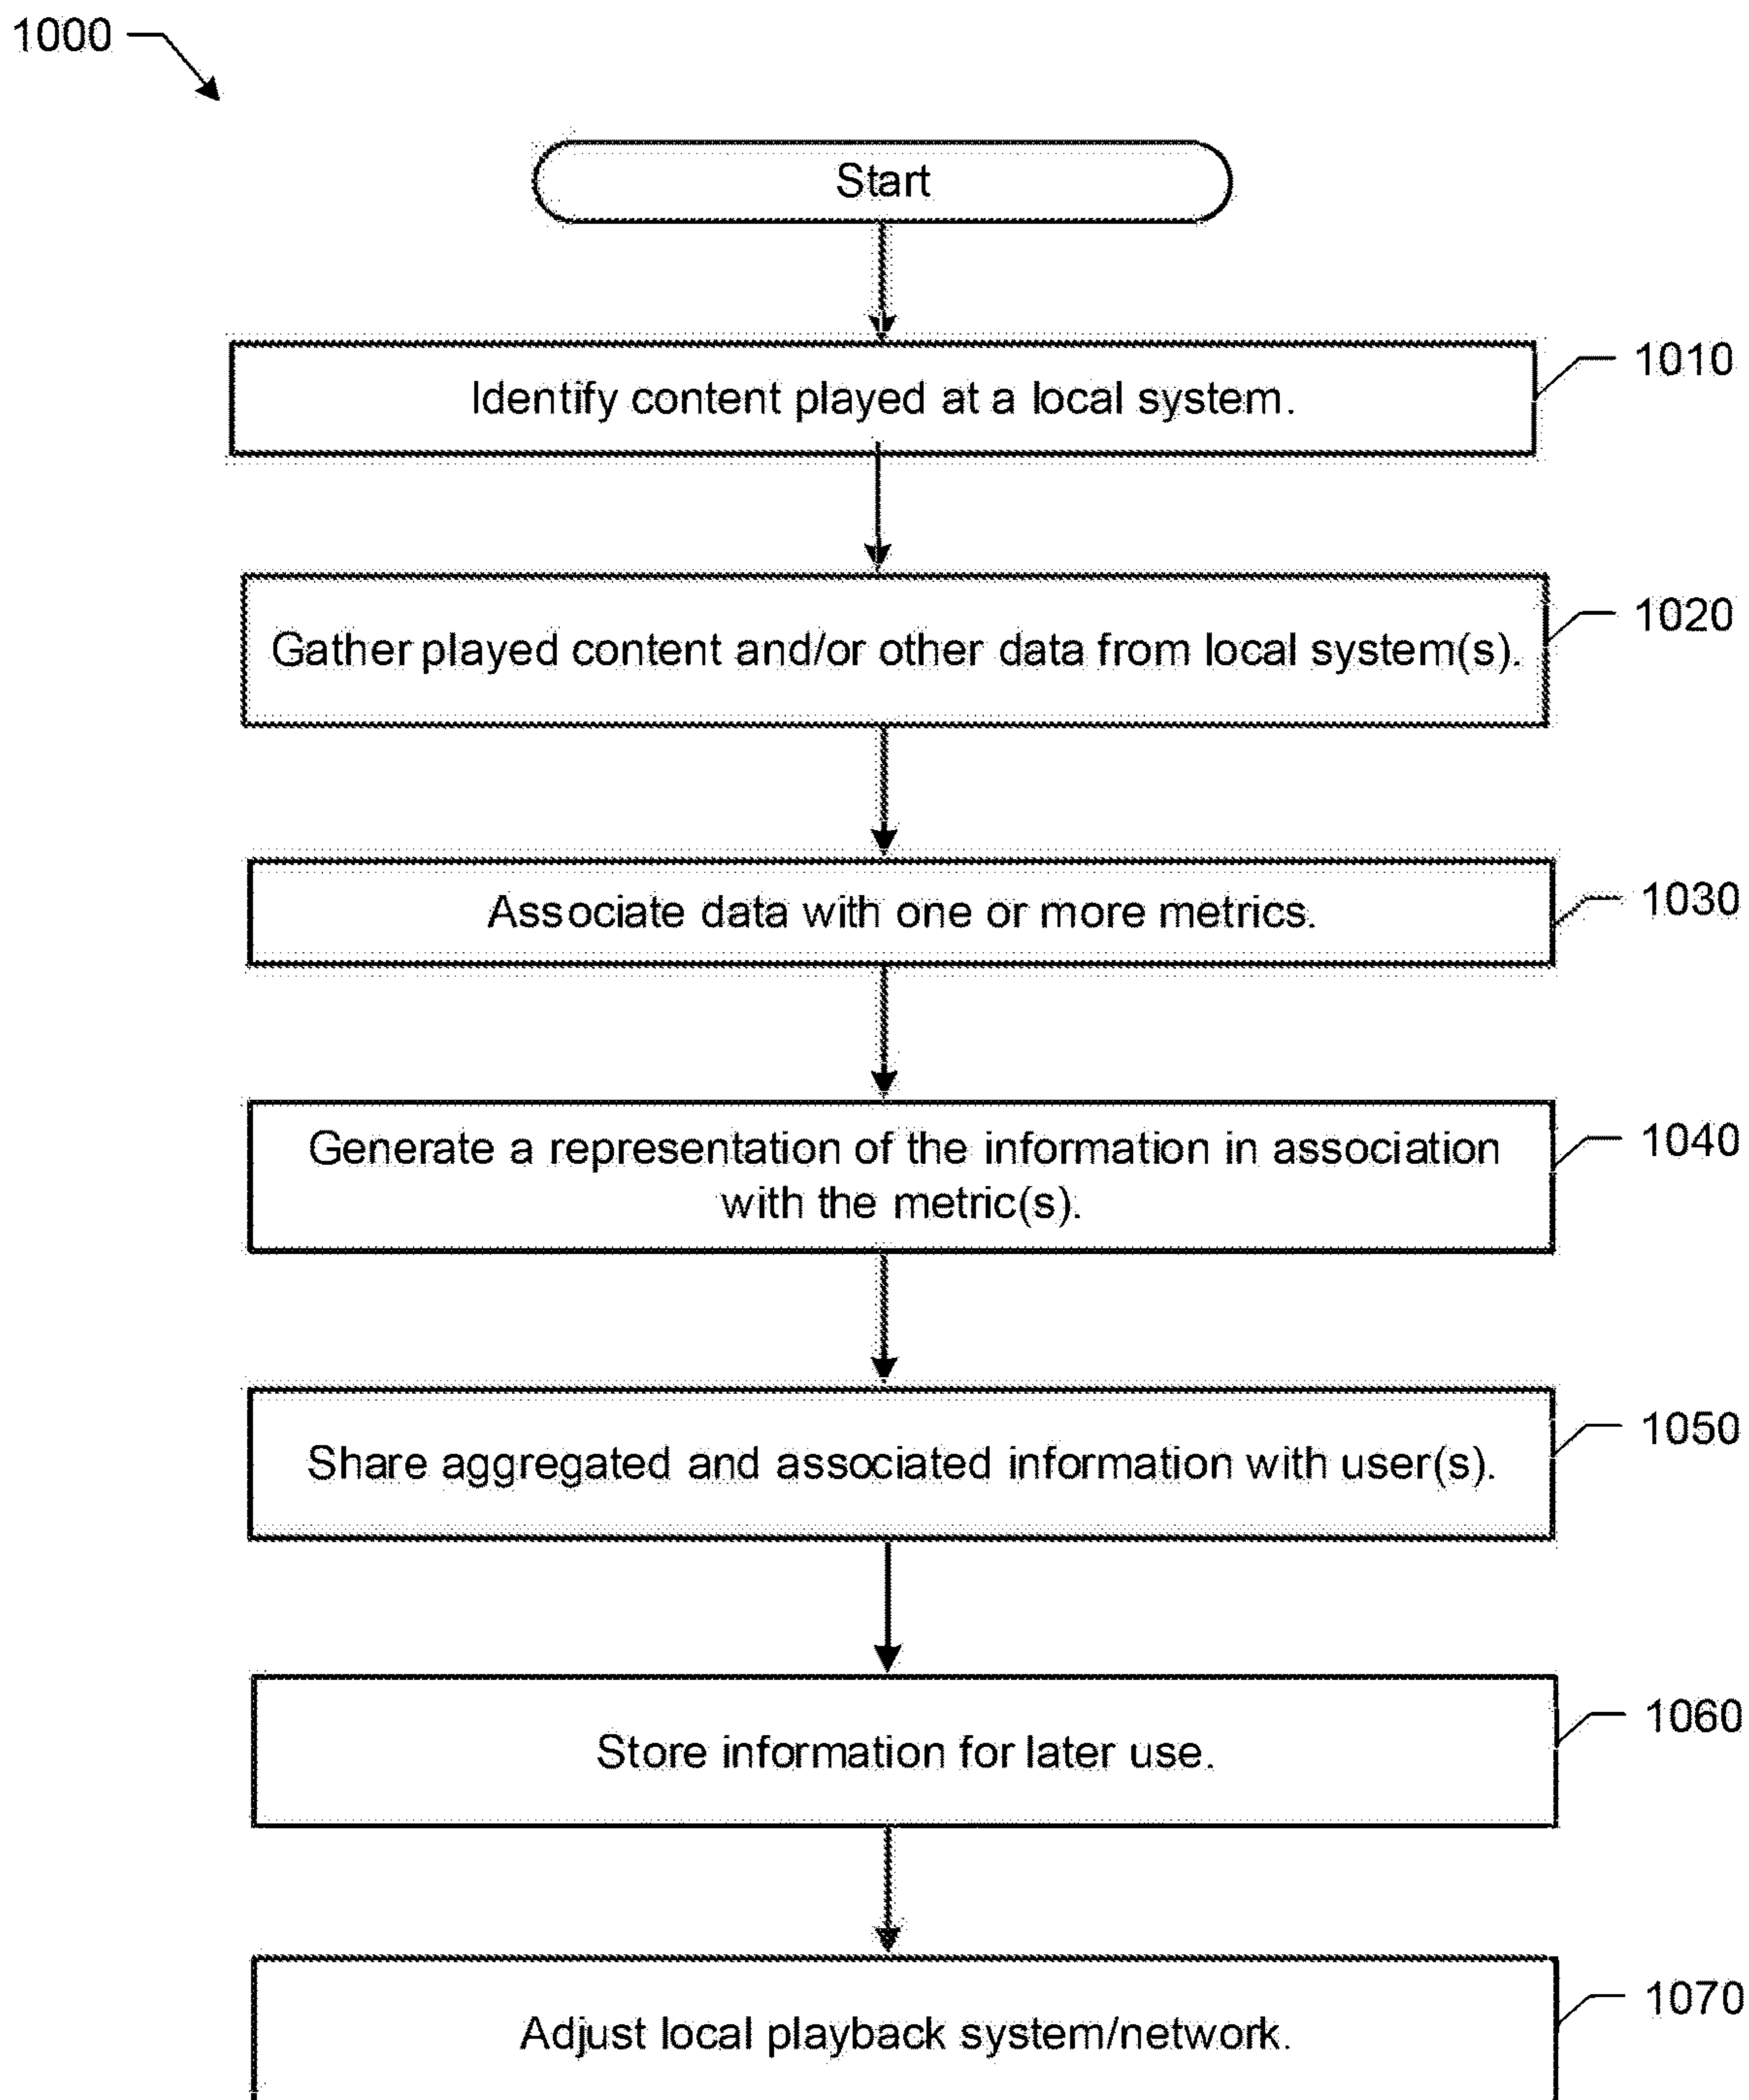 1000
Start
Identify content played at a local system.
1010
Gather played content and/or other data from local system(s).
1020
Associate data with one or more metrics.
1030
Generate a representation of the information in association
with the metric(s).
1040
Share aggregated and associated information with user(s).
1050
Store information for later use.
1060
Adjust local playback system/network.
1070